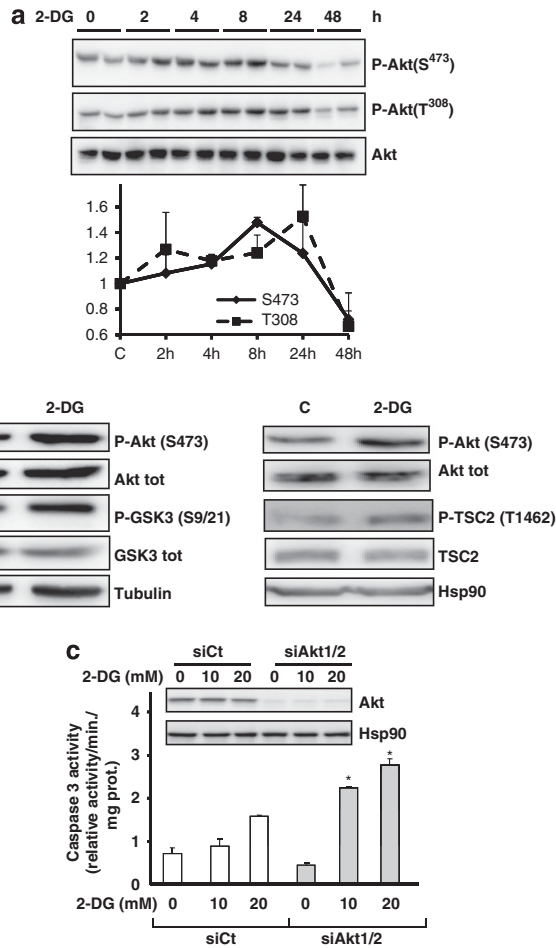 a
2-DG 0 2 4 8 24 48 h
P-Akt(S473)
P-Akt(T308)
Akt
1.6
1.4
1.2
1
0.8
0.6
S473
T308
C 2h 4h 8h 24h 48h
2-DG
P-Akt (S473)
Akt tot
P-GSK3 (S9/21)
GSK3 tot
Tubulin
C 2-DG
P-Akt (S473)
Akt tot
P-TSC2 (T1462)
TSC2
Hsp90
c
siCt siAkt1/2
2-DG (mM) 0 10 20 0 10 20
Akt
Hsp90
Caspase 3 activity
(relative activity/min./
mg prot.)
4
3
2
1
0
* *
2-DG (mM) 0 10 20 0 10 20
siCt siAkt1/2